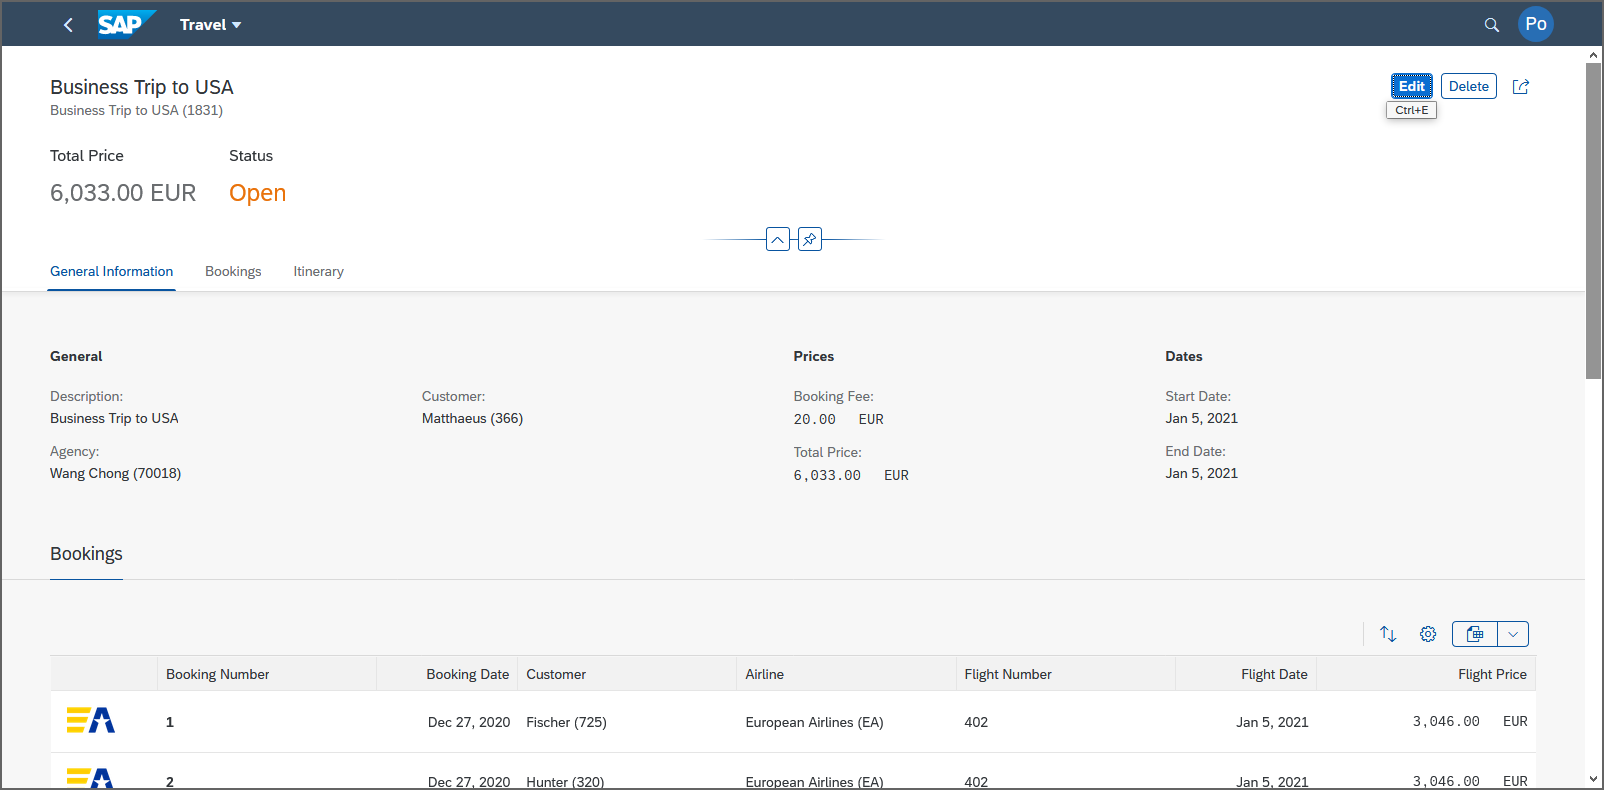 SAP Travel Po
Business Trip to USA Edit Delete
Business Trip to USA (1831) Ctrl+E
Total Price Status
6,033.00 EUR Open
General Information Bookings Itinerary
General Prices Dates
Description: Customer: Booking Fee: Start Date:
Business Trip to USA Matthaeus (366) 20.00 EUR Jan 5, 2021
Agency: Total Price: End Date:
Wang Chong (70018) 6,033.00 EUR Jan 5, 2021
Bookings
Booking Number Booking Date Customer Airline Flight Number Flight Date Flight Price
EA 1 Dec 27, 2020 Fischer (725) European Airlines (EA) 402 Jan 5, 2021 3,046.00 EUR
EA 2 Dec 27, 2020 Hunter (320) European Airlines (EA) 402 Jan 5, 2021 3,046.00 EUR